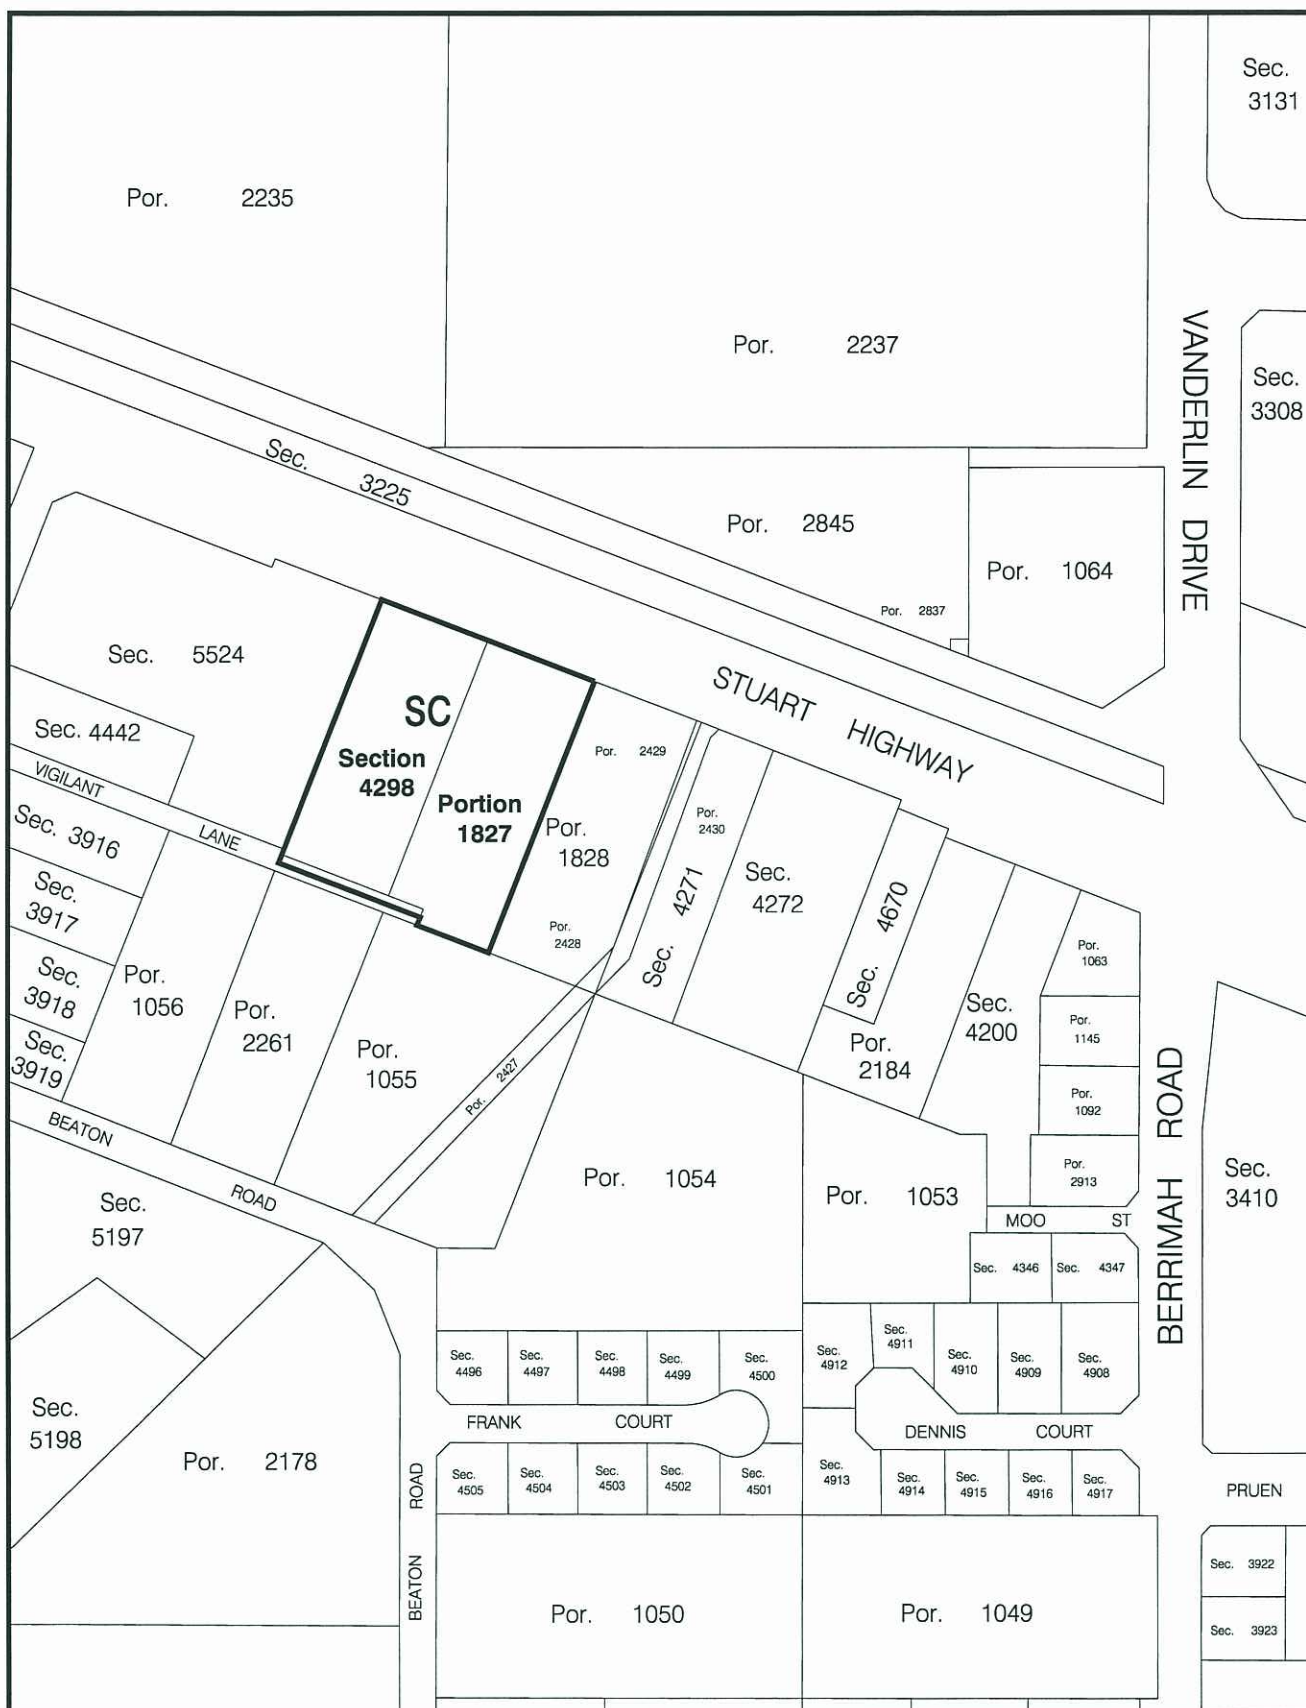 Sec.
3131
Por. 2235
Por. 2237
VANDERLIN DRIVE
Sec.
3308
Sec. 3225
Por. 2845
Por. 1064
Por. 2837
Sec. 5524
STUART HIGHWAY
SC
Section
4298
Portion
1827
Sec. 4442
VIGILANT LANE
Por. 2429
Por.
2430
Por.
1828
Por.
2428
Sec. 4271
Sec.
4272
Sec. 4670
Sec. 3916
Sec.
3917
Sec.
3918
Sec.
3919
Por.
1056
Por.
2261
Por.
1055
Por. 2427
Por.
2184
Sec.
4200
Por.
1063
Por.
1145
Por.
1092
Por.
2913
BERRIMAH ROAD
BEATON ROAD
Sec.
5197
Por. 1054
Por. 1053
Sec.
3410
MOO ST
Sec. 4346
Sec. 4347
Sec.
4496
Sec.
4497
Sec.
4498
Sec.
4499
Sec.
4500
Sec.
4912
Sec.
4911
Sec.
4910
Sec.
4909
Sec.
4908
Sec.
5198
Por. 2178
FRANK COURT
DENNIS COURT
BEATON ROAD
Sec.
4505
Sec.
4504
Sec.
4503
Sec.
4502
Sec.
4501
Sec.
4913
Sec.
4914
Sec.
4915
Sec.
4916
Sec.
4917
PRUEN
Sec. 3922
Por. 1050
Por. 1049
Sec. 3923